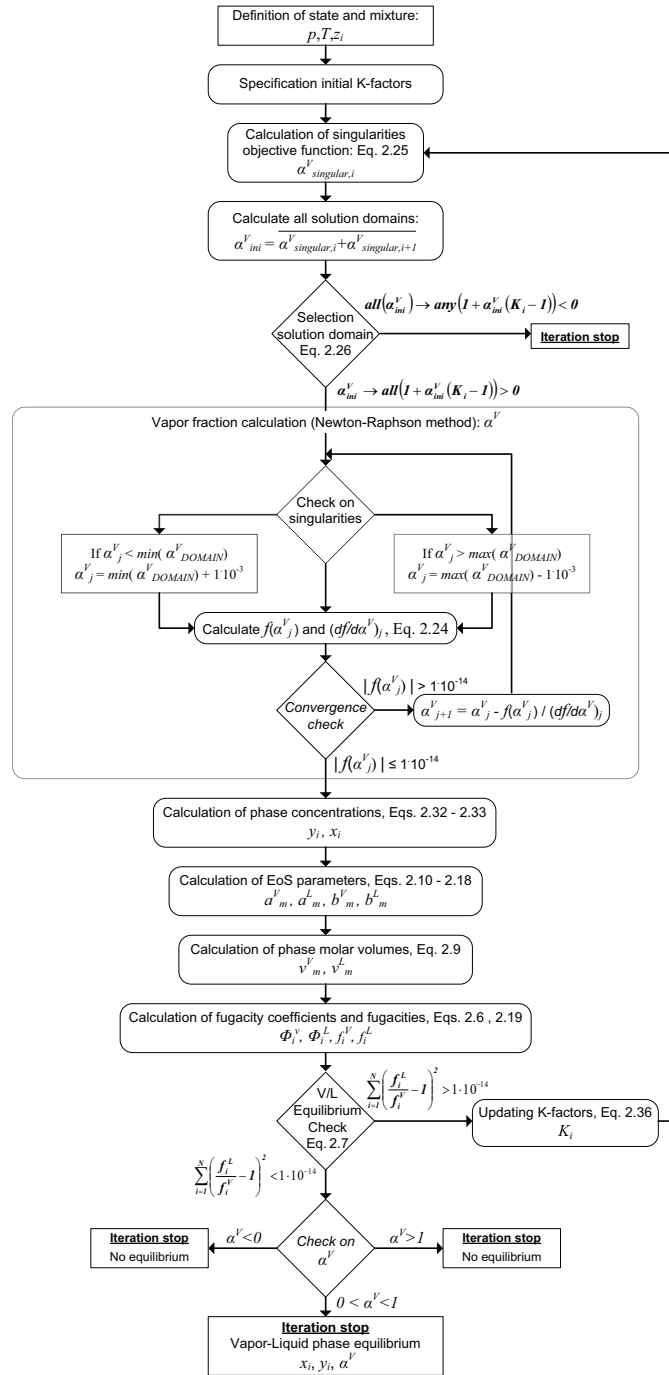 Definition of state and mixture:
p,T,z_i
Specification initial K-factors
Calculation of singularities
objective function: Eq. 2.25
α^V_singular,i
Calculate all solution domains:
α^V_ini = \overline{α^V_singular,i + α^V_singular,i+1}
all(α^V_ini) → any(1 + α^V_ini (K_i − 1)) < 0
Selection
solution domain
Eq. 2.26
Iteration stop
α^V_ini → all(1 + α^V_ini (K_i − 1)) > 0
Vapor fraction calculation (Newton-Raphson method): α^V
Check on
singularities
If α^V_j < min( α^V_DOMAIN)
α^V_j = min( α^V_DOMAIN) + 1·10^-3
If α^V_j > max( α^V_DOMAIN)
α^V_j = max( α^V_DOMAIN) - 1·10^-3
Calculate f(α^V_j) and (df/dα^V)_j , Eq. 2.24
| f(α^V_j) | > 1·10^-14
Convergence
check
α^V_j+1 = α^V_j - f(α^V_j) / (df/dα^V)_j
| f(α^V_j) | ≤ 1·10^-14
Calculation of phase concentrations, Eqs. 2.32 - 2.33
y_i, x_i
Calculation of EoS parameters, Eqs. 2.10 - 2.18
a^V_m, a^L_m, b^V_m, b^L_m
Calculation of phase molar volumes, Eq. 2.9
v^V_m, v^L_m
Calculation of fugacity coefficients and fugacities, Eqs. 2.6 , 2.19
Φ_i^v, Φ_i^L, f_i^V, f_i^L
∑_{i=1}^{N} (f_i^L / f_i^V − 1)^2 > 1·10^−14
V/L
Equilibrium
Check
Eq. 2.7
Updating K-factors, Eq. 2.36
K_i
∑_{i=1}^{N} (f_i^L / f_i^V − 1)^2 < 1·10^−14
Iteration stop
No equilibrium
α^V<0
Check on
α^V
α^V>1
Iteration stop
No equilibrium
0 < α^V<1
Iteration stop
Vapor-Liquid phase equilibrium
x_i, y_i, α^V